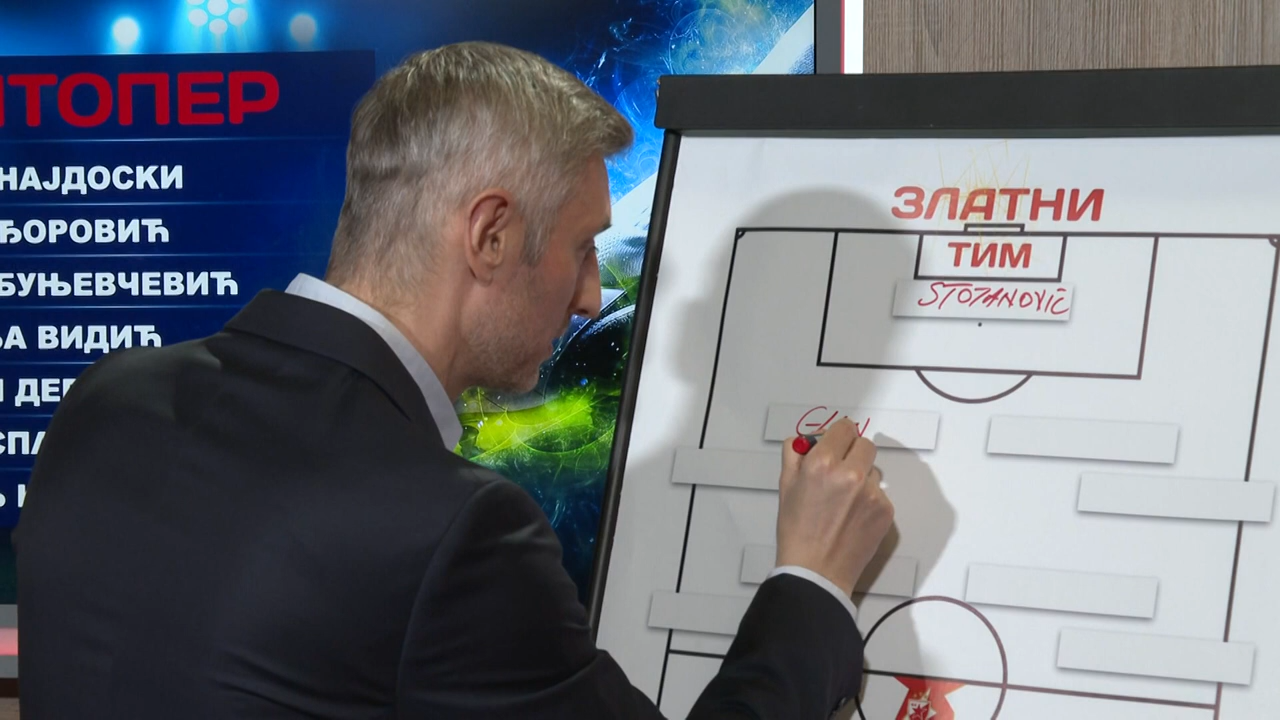 ТОПЕР
НАЈДОСКИ
ЂОРОВИЋ
БУЊЕВЧЕВИЋ
ВИДИЋ
ЗЛАТНИ
ТИМ
STOJANOVIĆ